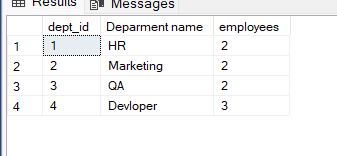 Results Messages
dept_id Deparment name employees
1 1 HR 2
2 2 Marketing 2
3 3 QA 2
4 4 Devloper 3